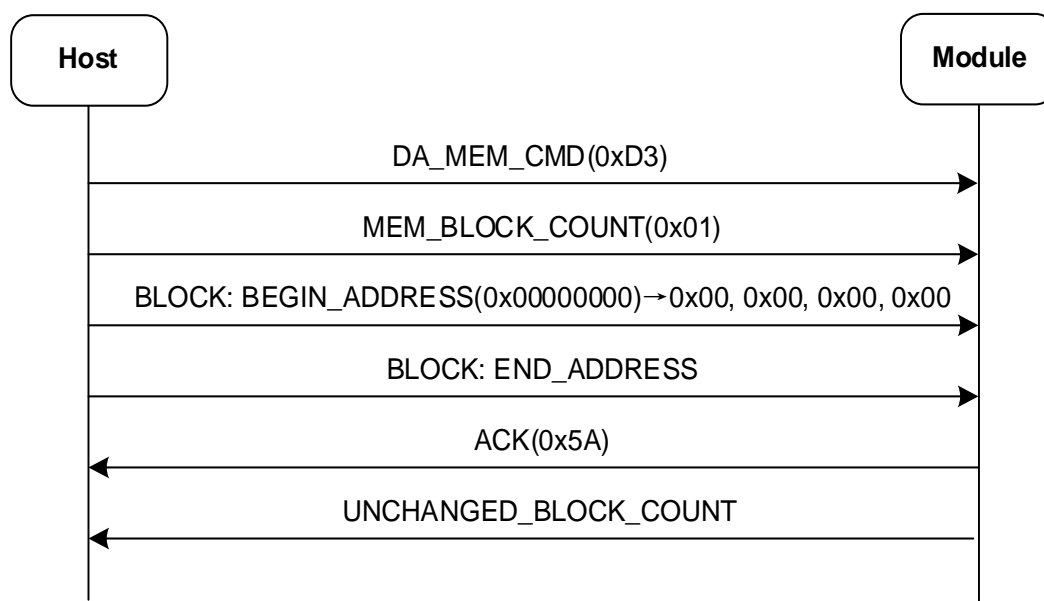 Host
Module
DA_MEM_CMD(0xD3)
MEM_BLOCK_COUNT(0x01)
BLOCK: BEGIN_ADDRESS(0x00000000)→0x00, 0x00, 0x00, 0x00
BLOCK: END_ADDRESS
ACK(0x5A)
UNCHANGED_BLOCK_COUNT